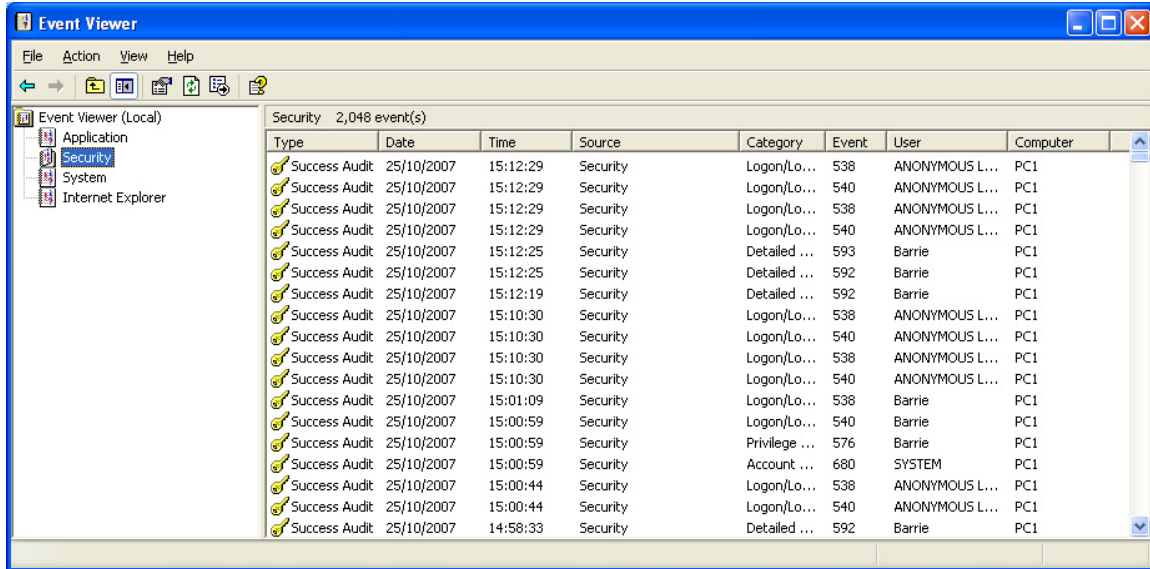 Event Viewer
File Action View Help
Event Viewer (Local)
Application
Security
System
Internet Explorer
Security 2,048 event(s)
Type Date Time Source Category Event User Computer
Success Audit 25/10/2007 15:12:29 Security Logon/Lo... 538 ANONYMOUS L... PC1
Success Audit 25/10/2007 15:12:29 Security Logon/Lo... 540 ANONYMOUS L... PC1
Success Audit 25/10/2007 15:12:29 Security Logon/Lo... 538 ANONYMOUS L... PC1
Success Audit 25/10/2007 15:12:29 Security Logon/Lo... 540 ANONYMOUS L... PC1
Success Audit 25/10/2007 15:12:25 Security Detailed ... 593 Barrie PC1
Success Audit 25/10/2007 15:12:25 Security Detailed ... 592 Barrie PC1
Success Audit 25/10/2007 15:12:19 Security Detailed ... 592 Barrie PC1
Success Audit 25/10/2007 15:10:30 Security Logon/Lo... 538 ANONYMOUS L... PC1
Success Audit 25/10/2007 15:10:30 Security Logon/Lo... 540 ANONYMOUS L... PC1
Success Audit 25/10/2007 15:10:30 Security Logon/Lo... 538 ANONYMOUS L... PC1
Success Audit 25/10/2007 15:10:30 Security Logon/Lo... 540 ANONYMOUS L... PC1
Success Audit 25/10/2007 15:01:09 Security Logon/Lo... 538 Barrie PC1
Success Audit 25/10/2007 15:00:59 Security Logon/Lo... 540 Barrie PC1
Success Audit 25/10/2007 15:00:59 Security Privilege ... 576 Barrie PC1
Success Audit 25/10/2007 15:00:59 Security Account ... 680 SYSTEM PC1
Success Audit 25/10/2007 15:00:44 Security Logon/Lo... 538 ANONYMOUS L... PC1
Success Audit 25/10/2007 15:00:44 Security Logon/Lo... 540 ANONYMOUS L... PC1
Success Audit 25/10/2007 14:58:33 Security Detailed ... 592 Barrie PC1